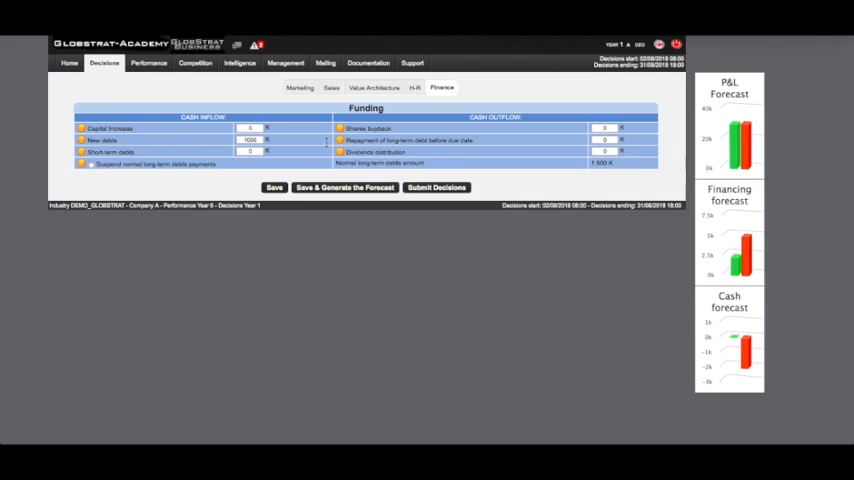 GLOBSTRAT-ACADEMY GLOBSTRAT BUSINESS 2 YEAR 1 A CEO
Home Decisions Performance Competition Intelligence Management Mailing Documentation Support
Decisions start: 02/08/2018 08:00
Decisions ending: 31/08/2018 18:00
Marketing Sales Value Architecture H-R Finance
Funding
CASH INFLOW: CASH OUTFLOW:
Capital Increase 0 K Shares buyback 0 K
New debts 1000 K Repayment of long-term debt before due date 0 K
Short-term debts 0 K Dividends distribution 0 K
Suspend normal long-term debts payments Normal long-term debts amount 1 500 K
Save Save & Generate the Forecast Submit Decisions
Industry DEMO_GLOBSTRAT - Company A - Performance Year 0 - Decisions Year 1 Decisions start: 02/08/2018 08:00 - Decisions ending: 31/08/2018 18:00
P&L
Forecast
40k
20k
0k
Financing
forecast
7.5k
5k
2.5k
0k
Cash
forecast
1k
0k
-1k
-2k
-3k